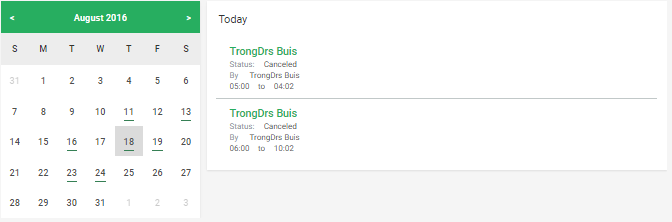 < August 2016 >
S M T W T F S
31 1 2 3 4 5 6
7 8 9 10 11 12 13
14 15 16 17 18 19 20
21 22 23 24 25 26 27
28 29 30 31 1 2 3
Today
TrongDrs Buis
Status: Canceled
By TrongDrs Buis
05:00 to 04:02
TrongDrs Buis
Status: Canceled
By TrongDrs Buis
06:00 to 10:02